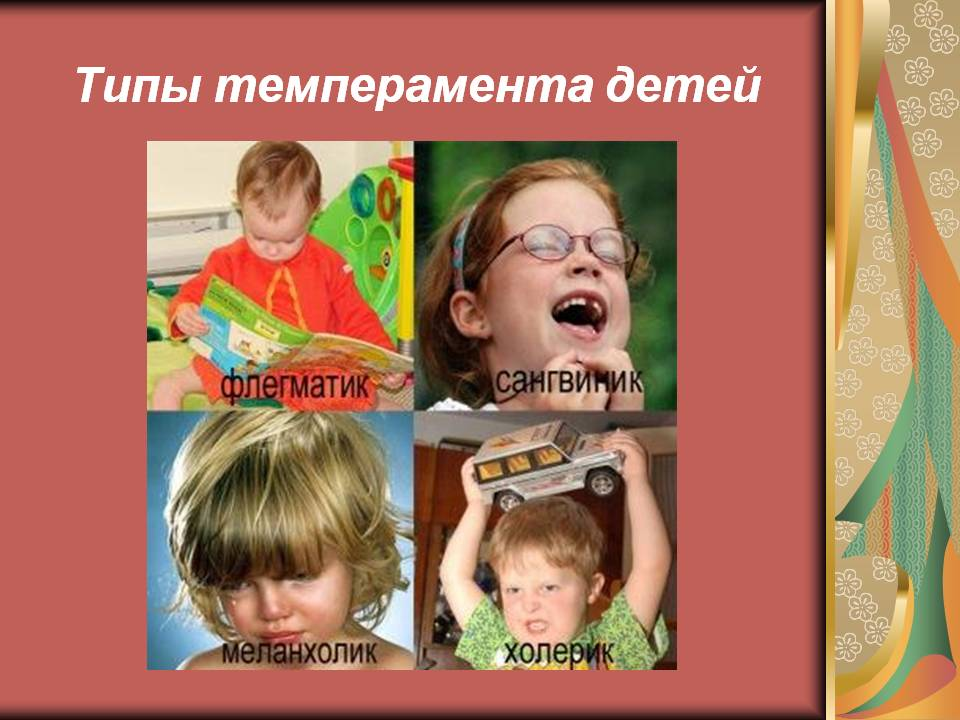 Типы темперамента детей
флегматик
сангвиник
меланхолик
холерик